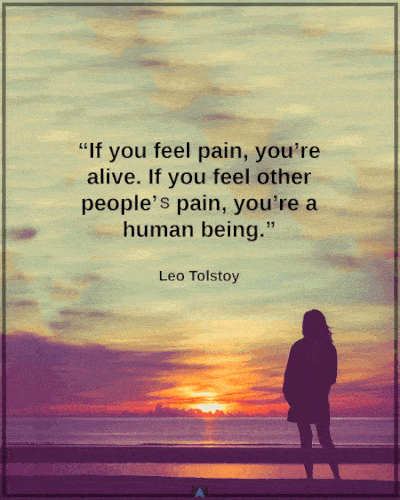 “If you feel pain, you’re
alive. If you feel other
people’s pain, you’re a
human being.”
Leo Tolstoy